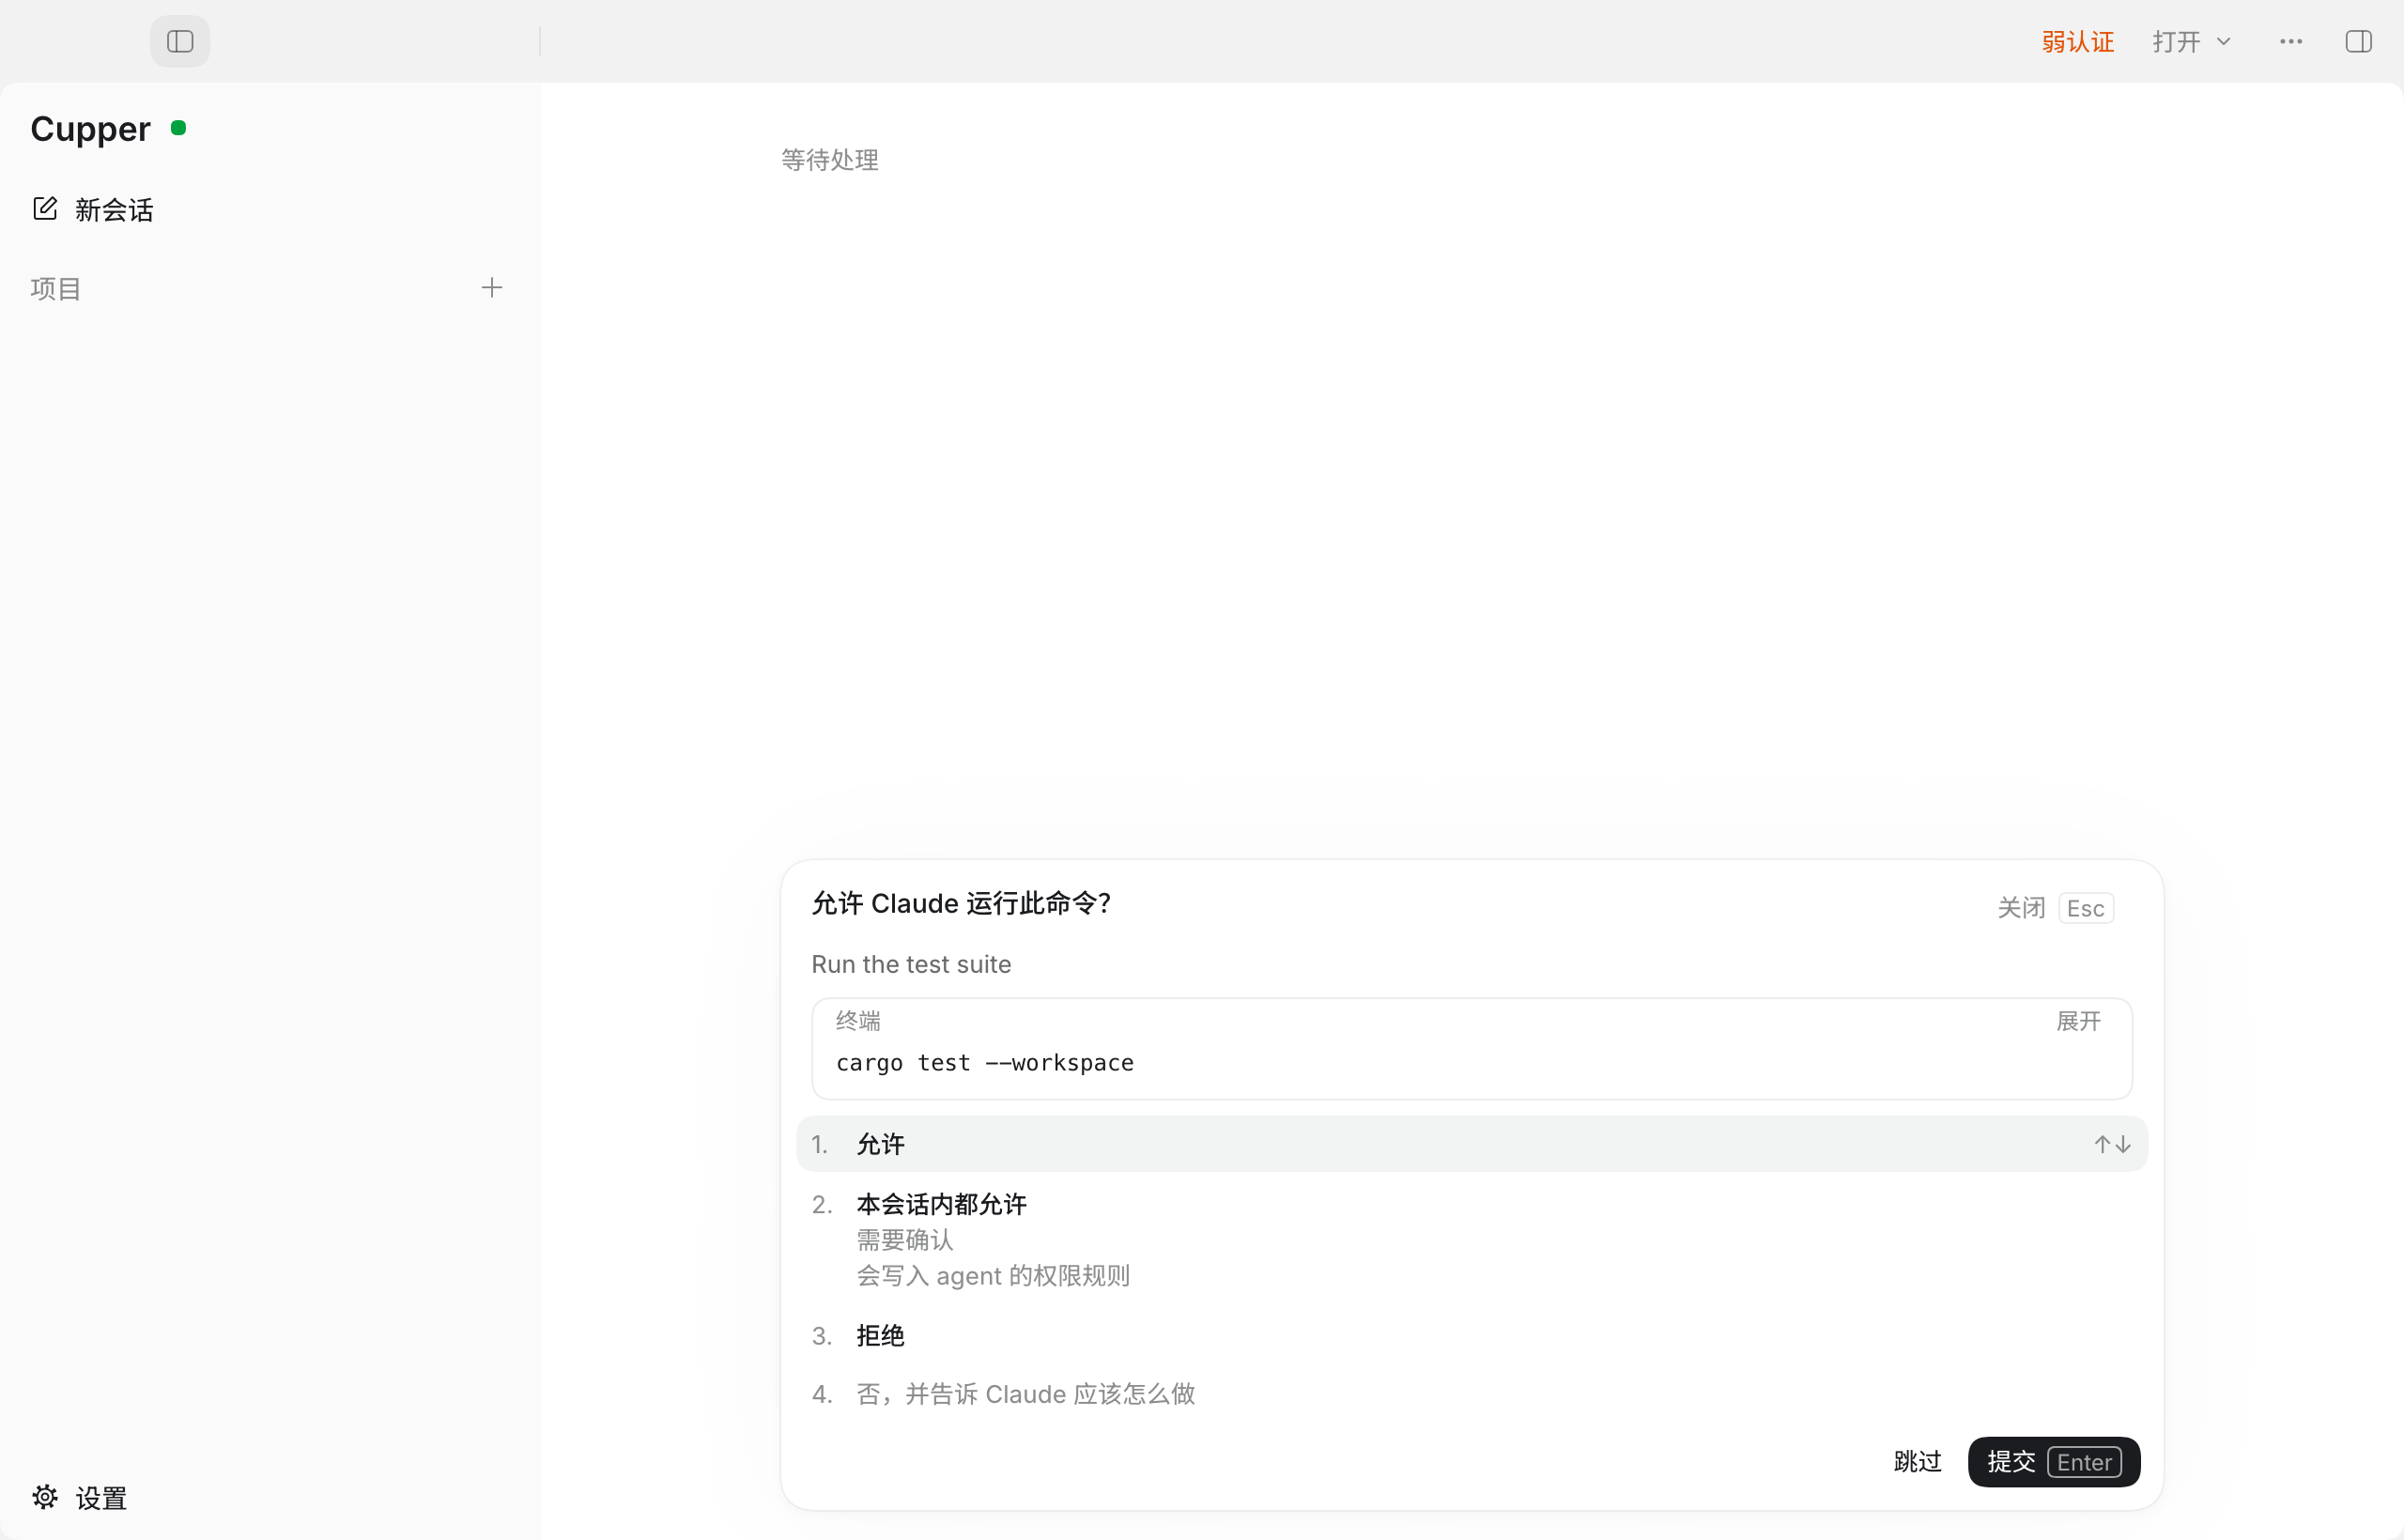 弱认证 打开
Cupper
新会话
项目
等待处理
允许 Claude 运行此命令?
关闭 Esc
Run the test suite
终端 展开
cargo test --workspace
1. 允许 ↑↓
2. 本会话内都允许
需要确认
会写入 agent 的权限规则
3. 拒绝
4. 否，并告诉 Claude 应该怎么做
跳过 提交 Enter
设置